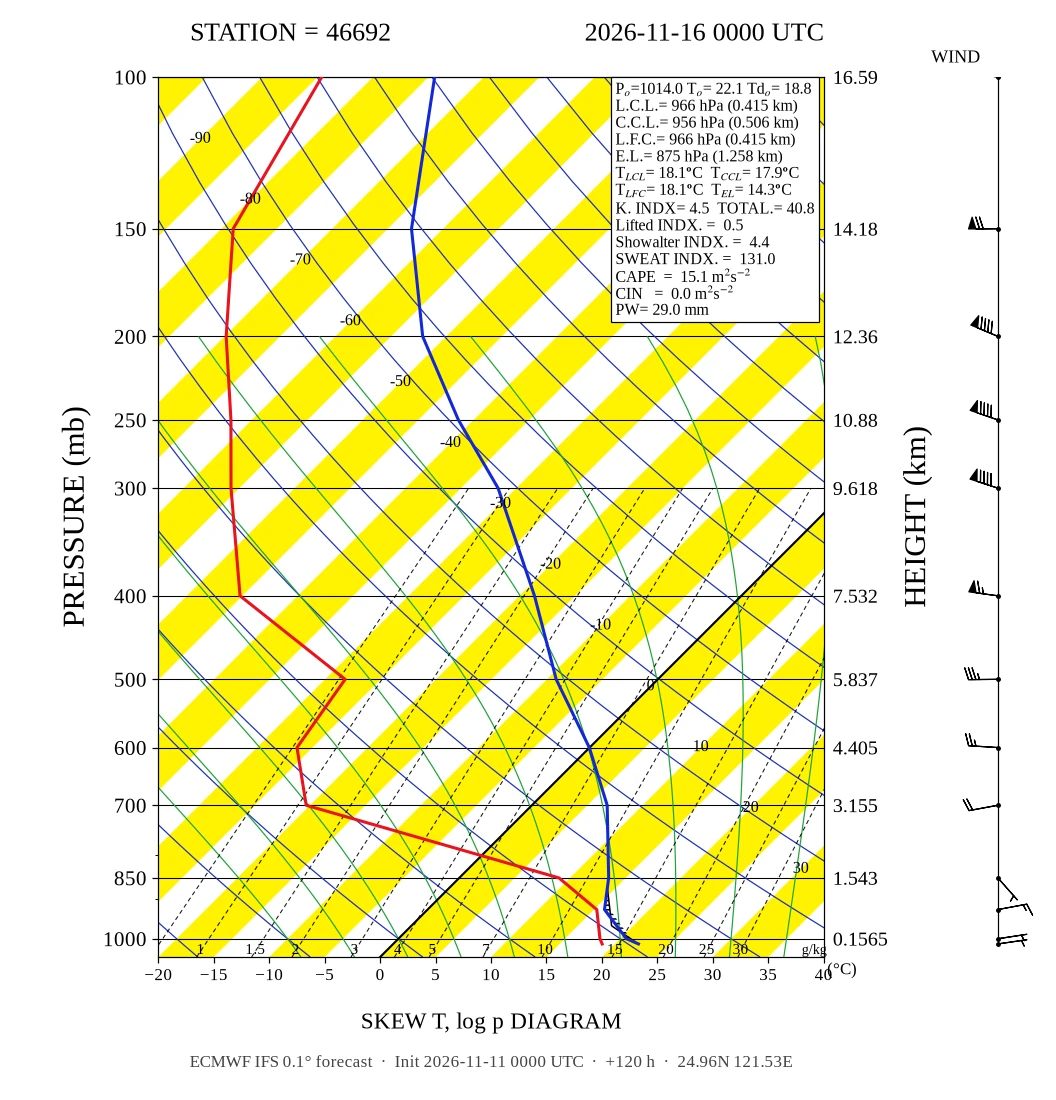 STATION = 46692
2026-11-16 0000 UTC
WIND
P_o=1014.0 T_o= 22.1 Td_o= 18.8
L.C.L.= 966 hPa (0.415 km)
C.C.L.= 956 hPa (0.506 km)
L.F.C.= 966 hPa (0.415 km)
E.L.= 875 hPa (1.258 km)
T_LCL= 18.1°C T_CCL= 17.9°C
T_LFC= 18.1°C T_EL= 14.3°C
K. INDX= 4.5 TOTAL.= 40.8
Lifted INDX. = 0.5
Showalter INDX. = 4.4
SWEAT INDX. = 131.0
CAPE = 15.1 m²s⁻²
CIN = 0.0 m²s⁻²
PW= 29.0 mm
PRESSURE (mb)
100
150
200
250
300
400
500
600
700
850
1000
HEIGHT (km)
16.59
14.18
12.36
10.88
9.618
7.532
5.837
4.405
3.155
1.543
0.1565
-90
-80
-70
-60
-50
-40
-30
-20
-10
0
10
20
30
1 1.5 2 3 4 5 7 10 15 20 25 30 g/kg
−20 −15 −10 −5 0 5 10 15 20 25 30 35 40 (°C)
SKEW T, log p DIAGRAM
ECMWF IFS 0.1° forecast · Init 2026-11-11 0000 UTC · +120 h · 24.96N 121.53E